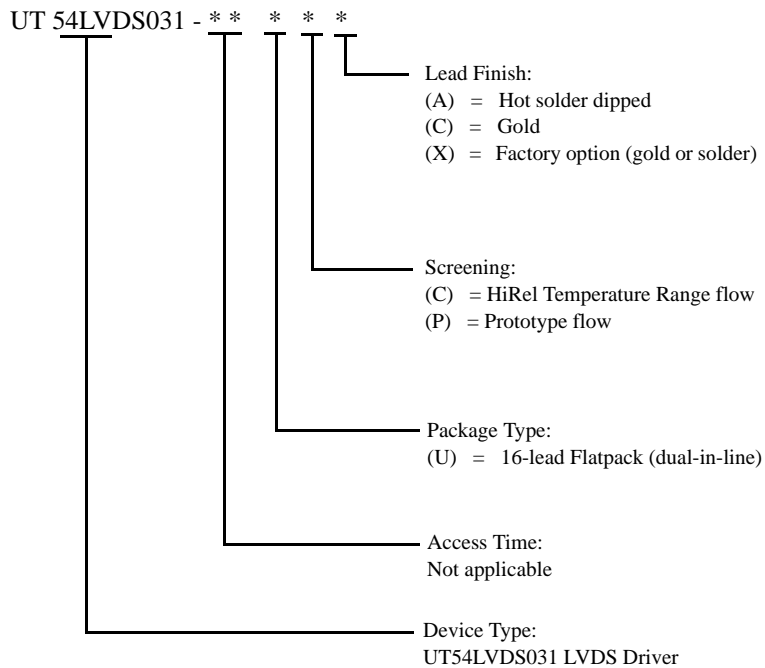 UT 54LVDS031 - * * * * *
Lead Finish:
(A) = Hot solder dipped
(C) = Gold
(X) = Factory option (gold or solder)
Screening:
(C) = HiRel Temperature Range flow
(P) = Prototype flow
Package Type:
(U) = 16-lead Flatpack (dual-in-line)
Access Time:
Not applicable
Device Type:
UT54LVDS031 LVDS Driver